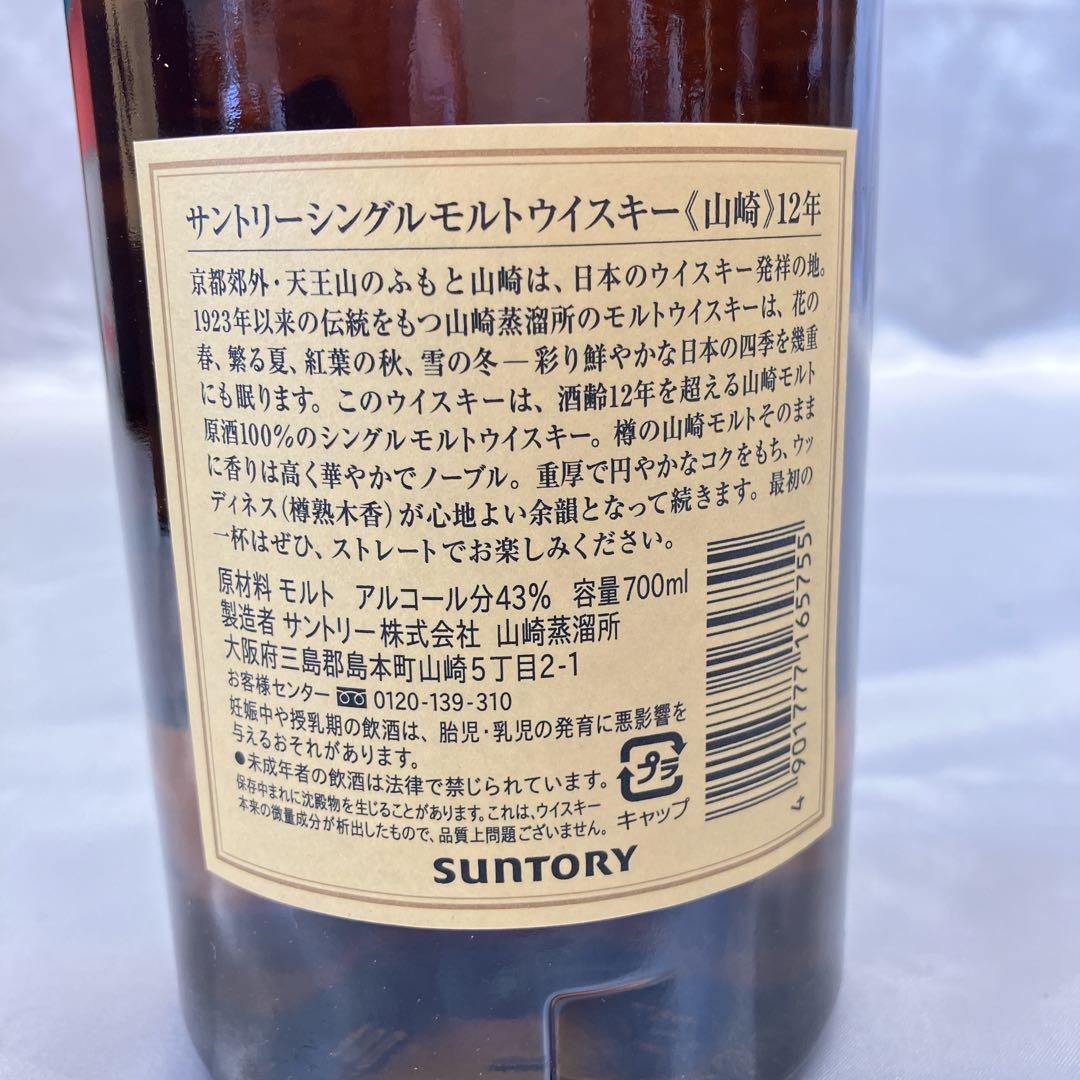 サントリーシングルモルトウイスキー《山崎》12年
京都郊外・天王山のふもと山崎は、日本のウイスキー発祥の地。
1923年以来の伝統をもつ山崎蒸溜所のモルトウイスキーは、花の
春、繁る夏、紅葉の秋、雪の冬―彩り鮮やかな日本の四季を幾重
にも眠ります。このウイスキーは、酒齢12年を超える山崎モルト
原酒100%のシングルモルトウイスキー。樽の山崎モルトそのまま
に香りは高く華やかでノーブル。重厚で円やかなコクをもち、ウッ
ディネス(樽熟木香)が心地よい余韻となって続きます。最初の
一杯はぜひ、ストレートでお楽しみください。
原材料 モルト アルコール分43% 容量700ml
製造者 サントリー株式会社 山崎蒸溜所
大阪府三島郡島本町山崎5丁目2-1
お客様センター 0120-139-310
妊娠中や授乳期の飲酒は、胎児・乳児の発育に悪影響を
与えるおそれがあります。
●未成年者の飲酒は法律で禁じられています。
保存中まれに沈殿物を生じることがあります。これは、ウイスキー
本来の微量成分が析出したもので、品質上問題ございません。
プラ
キャップ
4901777165755
SUNTORY